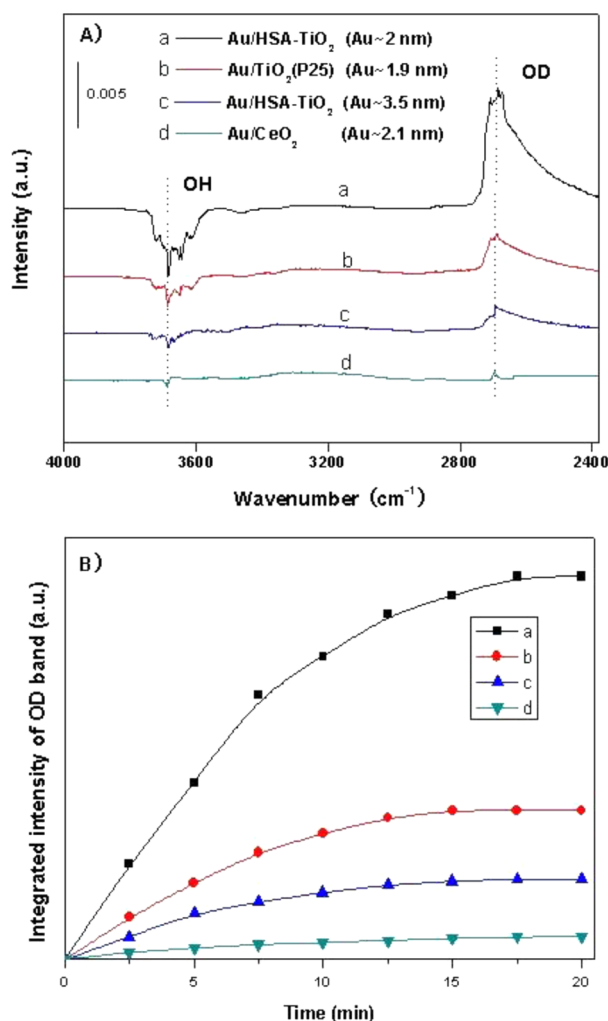 A)
a Au/HSA-TiO₂ (Au~2 nm)
b Au/TiO₂(P25) (Au~1.9 nm)
c Au/HSA-TiO₂ (Au~3.5 nm)
d Au/CeO₂ (Au~2.1 nm)
0.005
OD
OH
a
b
c
d
Intensity (a.u.)
4000 3600 3200 2800 2400
Wavenumber (cm⁻¹)
B)
a
b
c
d
Integrated intensity of OD band (a.u.)
0 5 10 15 20
Time (min)